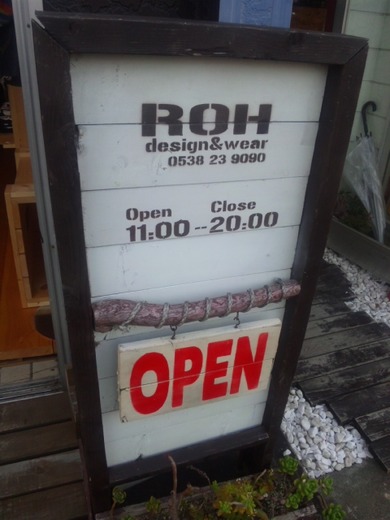 ROH
design&wear
0538 23 9090
Open Close
11:00--20:00
OPEN